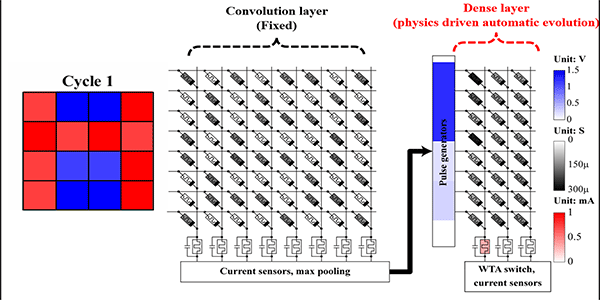 Convolution layer
(Fixed)
Dense layer
(physics driven automatic evolution)
Cycle 1
Pulse generators
Unit: V
1.5
1
0.5
0
Unit: S
0
150μ
300μ
Unit: mA
1
0.5
0
Current sensors, max pooling
WTA switch,
current sensors